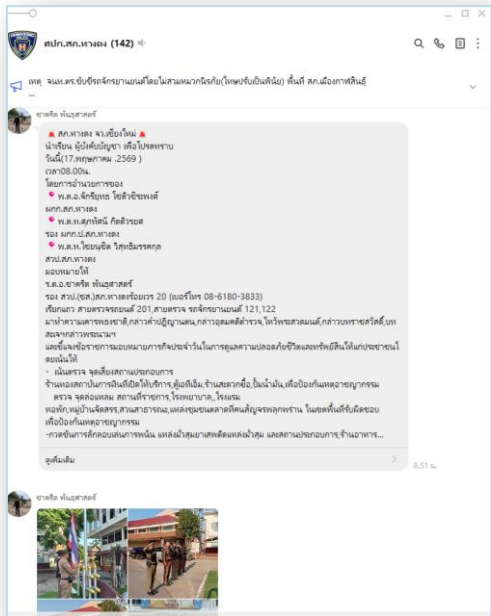 ศปก.สภ.หางดง (142)
เหตุ จนท.ตร.ขับขี่รถจักรยานยนต์โดยไม่สวมหมวกนิรภัย(โทษปรับเป็นพินัย) พื้นที่ สภ.เมืองกาฬสินธุ์
...
ชาคริต พันธุศาสตร์
สภ.หางดง จว.เชียงใหม่
นำเรียน ผู้บังคับบัญชา เพื่อโปรดทราบ
วันนี้(17.พฤษภาคม .2569 )
เวลา08.00น.
โดยการอำนวยการของ
พ.ต.อ.จักรียุทธ โชติวชิระพงศ์
ผกก.สภ.หางดง
พ.ต.ท.ศุภทัศน์ กิตติวรยศ
รอง ผกก.ป.สภ.หางดง
พ.ต.ท.ไชยนุชิต วิสุทธิมรรคกุล
สวป.สภ.หางดง
มอบหมายให้
ร.ต.อ.ชาคริต พันธุศาสตร์
รอง สวป.(ชส.)สภ.หางดงร้อยเวร 20 (เบอร์โทร 08-6180-3833)
เรียกแถว สายตรวจรถยนต์ 201,สายตรวจ รถจักรยานยนต์ 121,122
มาทำความเคารพธงชาติ,กล่าวคำปฏิญาณตน,กล่าวอุดมคติตำรวจ,ไหว้พระสวดมนต์,กล่าวบทราชสวัสดิ์,บท
สยเจฯกล่าวพระนามฯ
และชี้แจงข้อราชการมอบหมายภารกิจประจำวันในการดูแลความปลอดภัยชีวิตและทรัพย์สินให้แก่ประชาชนโ
ดยเน้นให้
- เน้นตรวจ จุดเสี่ยงสถานประกอบการ
ร้านทองสถาบันการเงินที่เปิดให้บริการ,ตู้เอทีเอ็ม,ร้านสะดวกซื้อ,ปั้มน้ำมัน,เพื่อป้องกันเหตุอาชญากรรม
ตรวจ จุดล่อแหลม สถานที่ราชการ,โรงพยาบาล,,โรงแรม
หอพัก,หมู่บ้านจัดสรร,สวนสาธารณะ,แหล่งชุมชนตลาดที่คนสัญจรพลุกพร่าน ในเขตพื้นที่รับผิดชอบ
เพื่อป้องกันเหตุอาชญากรรม
-กวดขันการลักลอบเล่นการพนัน แหล่งมั่วสุมยาเสพติดแหล่งมั่วสุม และสถานประกอบการ,ร้านอาหาร...
ดูเพิ่มเติม
8.51 น.
ชาคริต พันธุศาสตร์